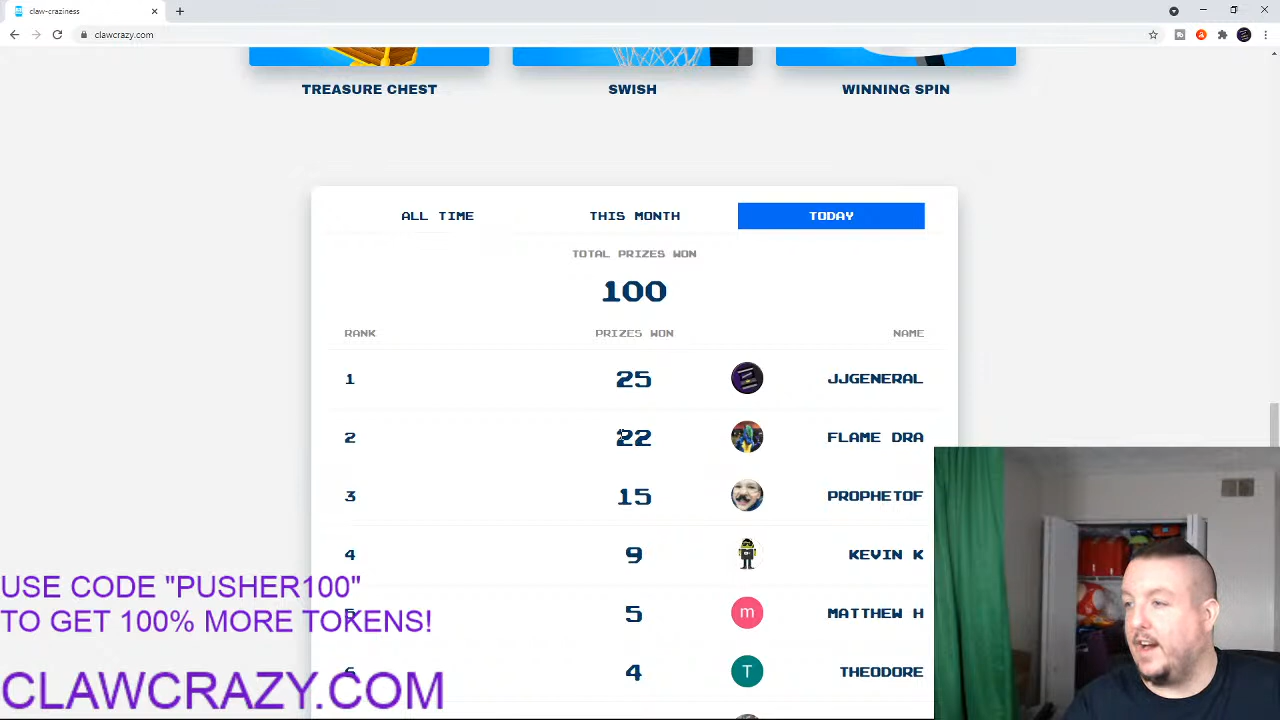 claw-craziness
clawcrazy.com
TREASURE CHEST SWISH WINNING SPIN
ALL TIME THIS MONTH TODAY
TOTAL PRIZES WON
100
RANK PRIZES WON NAME
1 25 JJGENERAL
2 22 FLAME DRA
3 15 PROPHETOF
4 9 KEVIN K
5 5 m MATTHEW H
6 4 T THEODORE
USE CODE "PUSHER100"
TO GET 100% MORE TOKENS!
CLAWCRAZY.COM